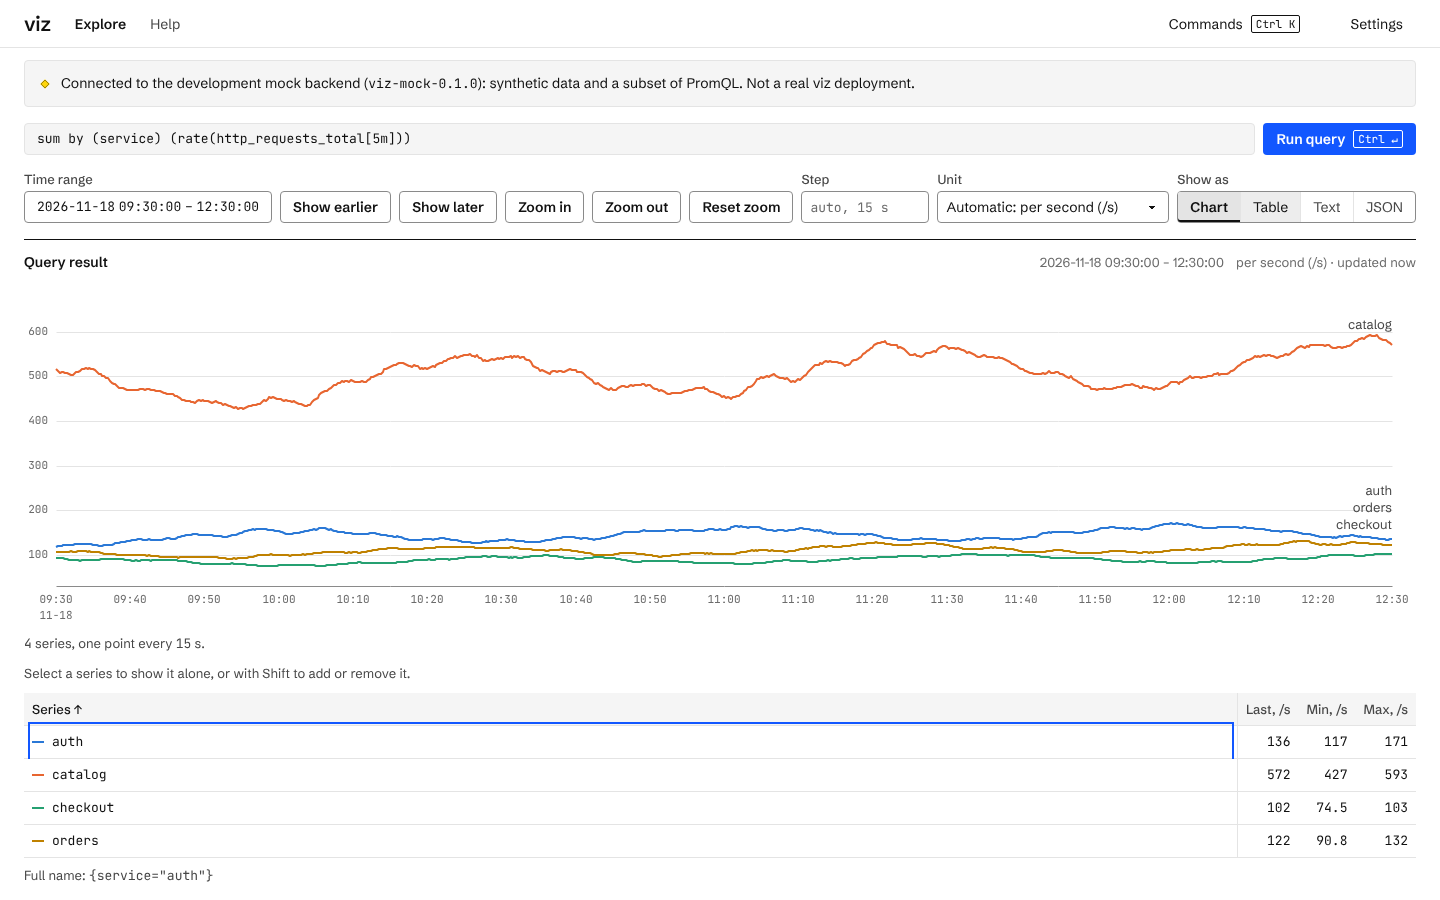 viz Explore Help Commands Ctrl K Settings
Connected to the development mock backend (viz-mock-0.1.0): synthetic data and a subset of PromQL. Not a real viz deployment.
sum by (service) (rate(http_requests_total[5m])) Run query Ctrl ↵
Time range Step Unit Show as
2026-11-18 09:30:00 – 12:30:00 Show earlier Show later Zoom in Zoom out Reset zoom auto, 15 s Automatic: per second (/s) Chart Table Text JSON
Query result 2026-11-18 09:30:00 – 12:30:00 per second (/s) · updated now
catalog
600
500
400
300
auth
200 orders
checkout
100
09:30 09:40 09:50 10:00 10:10 10:20 10:30 10:40 10:50 11:00 11:10 11:20 11:30 11:40 11:50 12:00 12:10 12:20 12:30
11-18
4 series, one point every 15 s.
Select a series to show it alone, or with Shift to add or remove it.
Series ↑ Last, /s Min, /s Max, /s
auth 136 117 171
catalog 572 427 593
checkout 102 74.5 103
orders 122 90.8 132
Full name: {service="auth"}